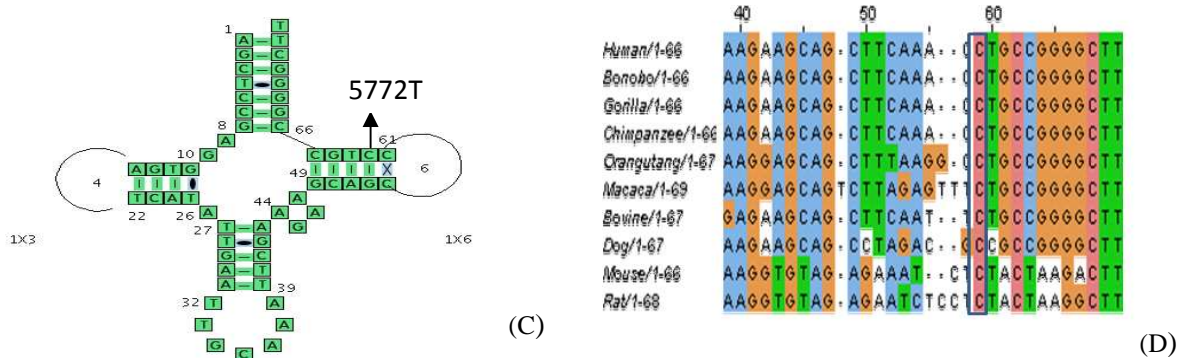 T
1 A T
G C
C G
T G
C G
C G
G C
5772T
8 A G 10
66
61
C G T C C
4
A G T G
6
T C A T
49 G C A G C
22 26 A
44 A A G A
27 T A
T G
G C
A T
A T
1X3
1X6
32 39
T A
T A
G C A
(C)
40 50 60
Human/1-66 AAGAAGCAG-CTTCAAA--CCTGCCGGGGCTT
Bonobo/1-66 AAGAAGCAG-CTTCAAA--CCTGCCGGGGCTT
Gorilla/1-66 AAGAAGCAG-CTTCAAA--CCTGCCGGGGCTT
Chimpanzee/1-66 AAGAAGCAG-CTTCAAA--CCTGCCGGGGCTT
Orangutang/1-67 AAGGAGCAG-CTTTAAGG-CCTGCCGGGGCTT
Macaca/1-69 AAGGAGCAGTCTTAGAGTTTCTGCCGGGGCTT
Bovine/1-67 GAGAAGCAG-CTTCAAT--TCTGCCGGGGCTT
Dog/1-67 AAGAAGCAG-CCTAGAC--GCCGCCGGGGCTT
Mouse/1-66 AAGGTGTAG-AGAAAT--CTCTACTAAGACTT
Rat/1-68 AAGGTGTAG-AGAATCTCCTCTACTAAGGCTT
(D)